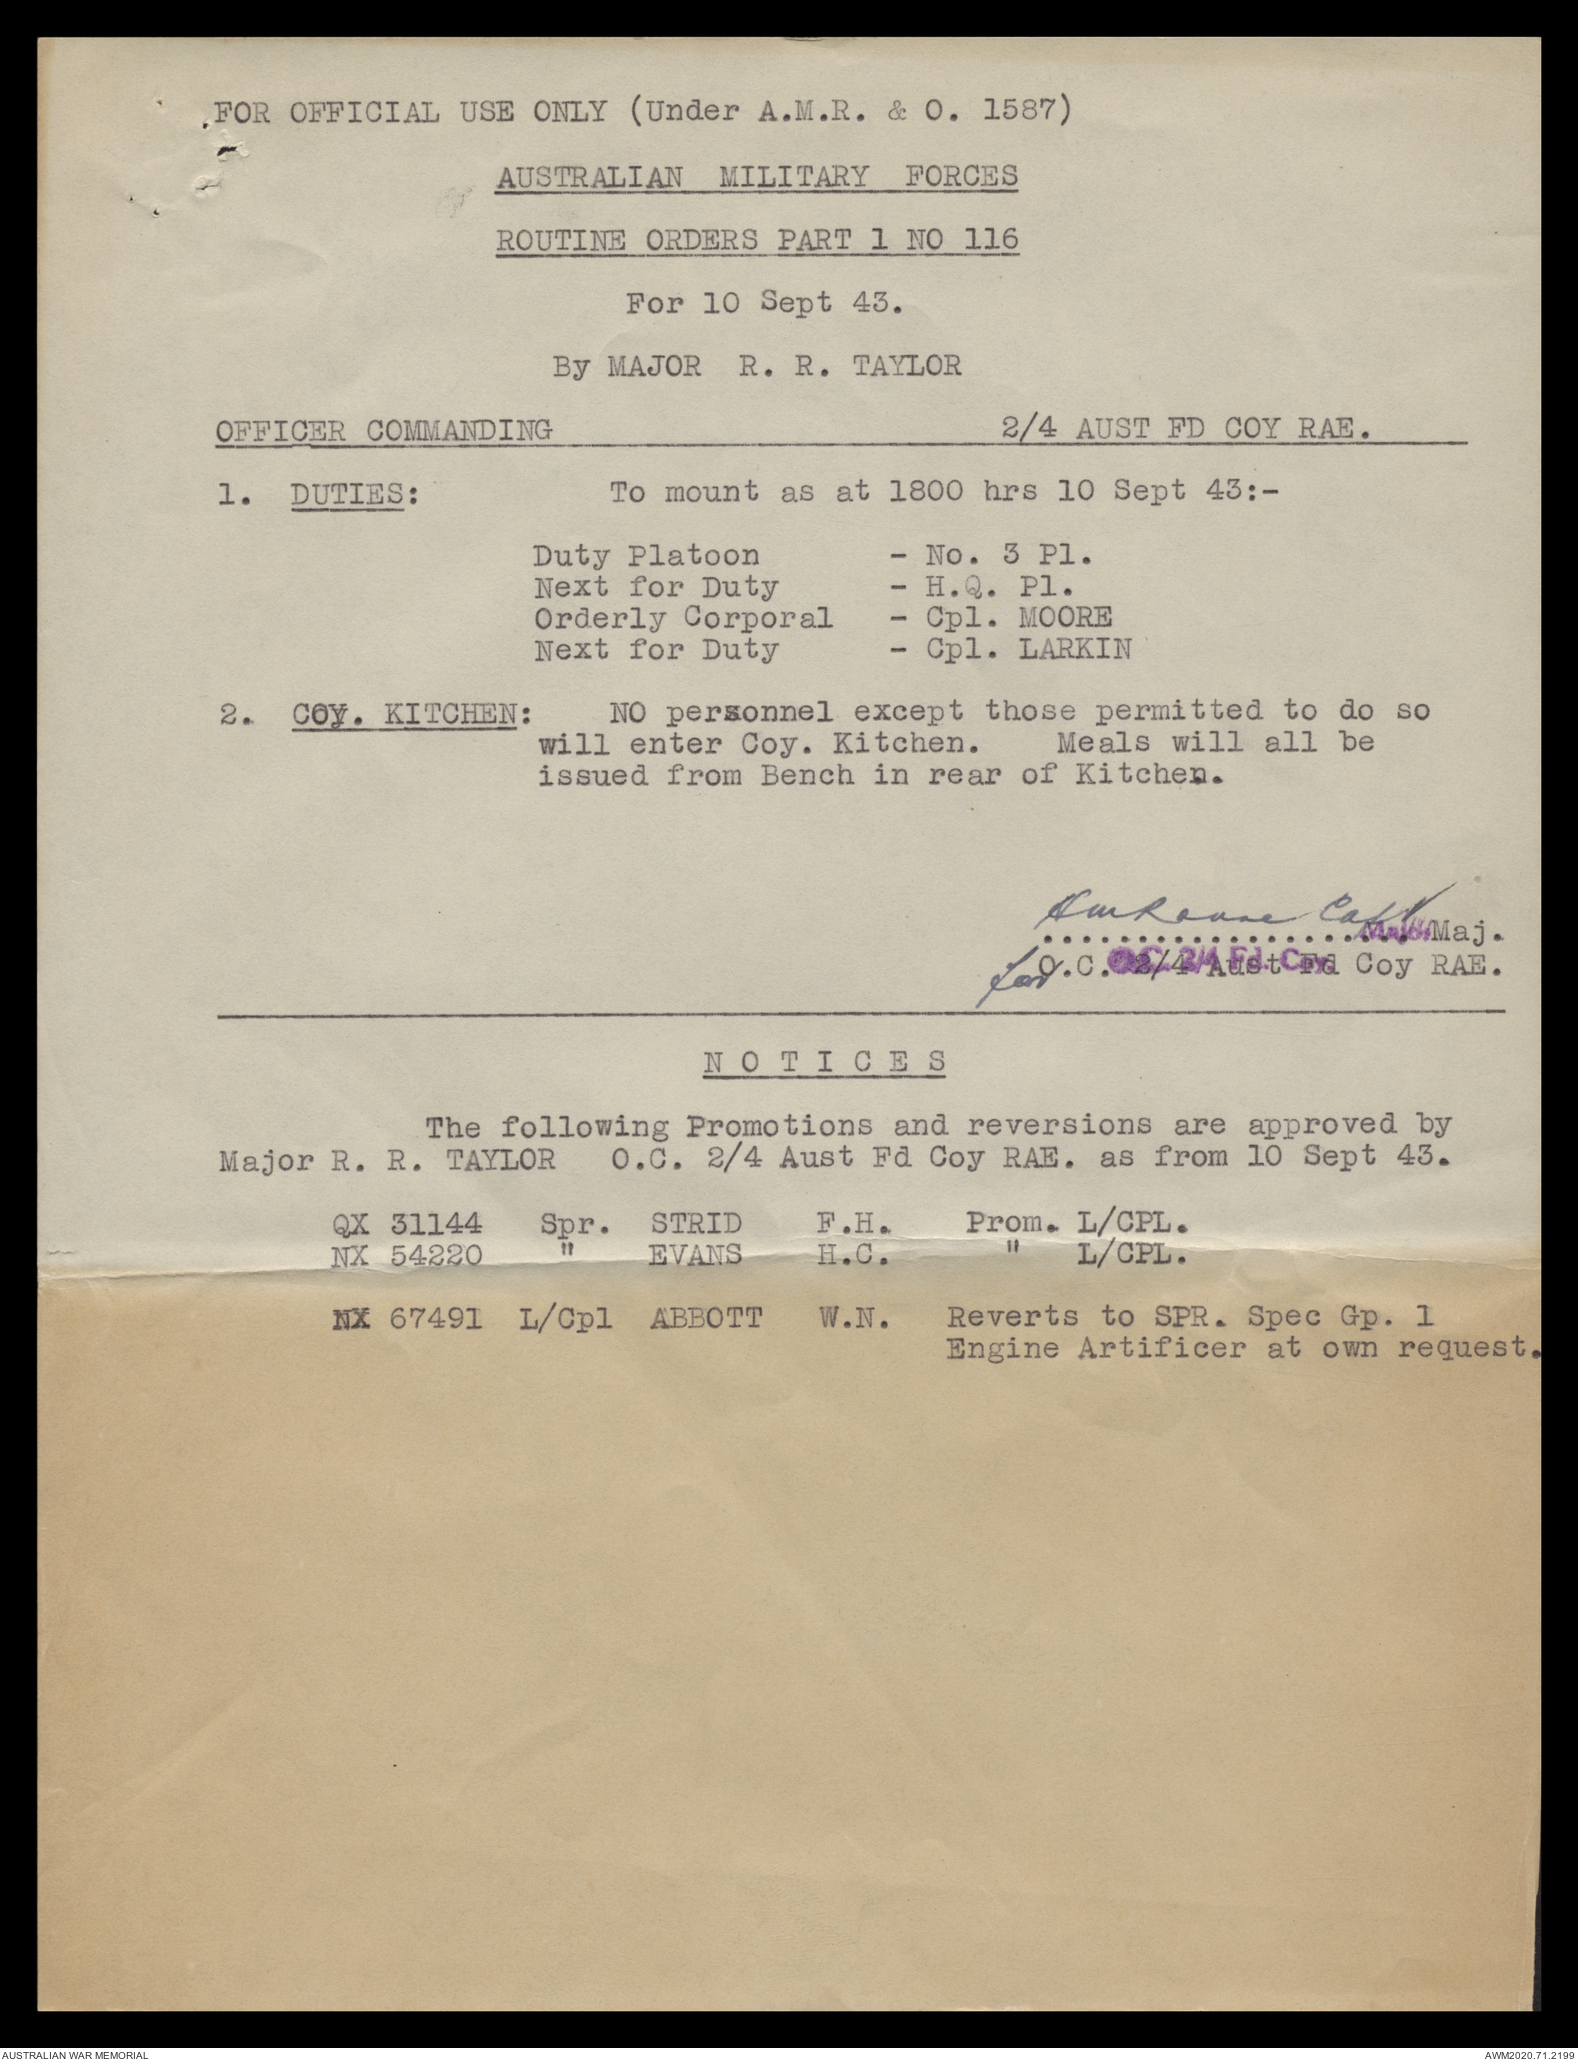 FOR OFFICIAL USE ONLY (Under A.M.R. & O. 1587)
AUSTRALIAN MILITARY FORCES
ROUTINE ORDERS PART 1 NO 116
For 10 Sept 43.
By MAJOR R. R. TAYLOR
OFFICER COMMANDING 2/4 AUST FD COY RAE.
1. DUTIES: To mount as at 1800 hrs 10 Sept 43:-
Duty Platoon - No. 3 Pl.
Next for Duty - H.Q. Pl.
Orderly Corporal - Cpl. MOORE
Next for Duty - Cpl. LARKIN
2. COY. KITCHEN: NO personnel except those permitted to do so
will enter Coy. Kitchen. Meals will all be
issued from Bench in rear of Kitchen.
Capt
.................... Major Maj.
for O.C. 2/4 Aust Fd Coy RAE.
O.C. 2/4 Fd. Coy.
NOTICES
The following Promotions and reversions are approved by
Major R. R. TAYLOR O.C. 2/4 Aust Fd Coy RAE. as from 10 Sept 43.
QX 31144 Spr. STRID F.H. Prom. L/CPL.
NX 54220 " EVANS H.C. " L/CPL.
NX 67491 L/Cpl ABBOTT W.N. Reverts to SPR. Spec Gp. 1
Engine Artificer at own request.
AUSTRALIAN WAR MEMORIAL AWM2020.71.2199